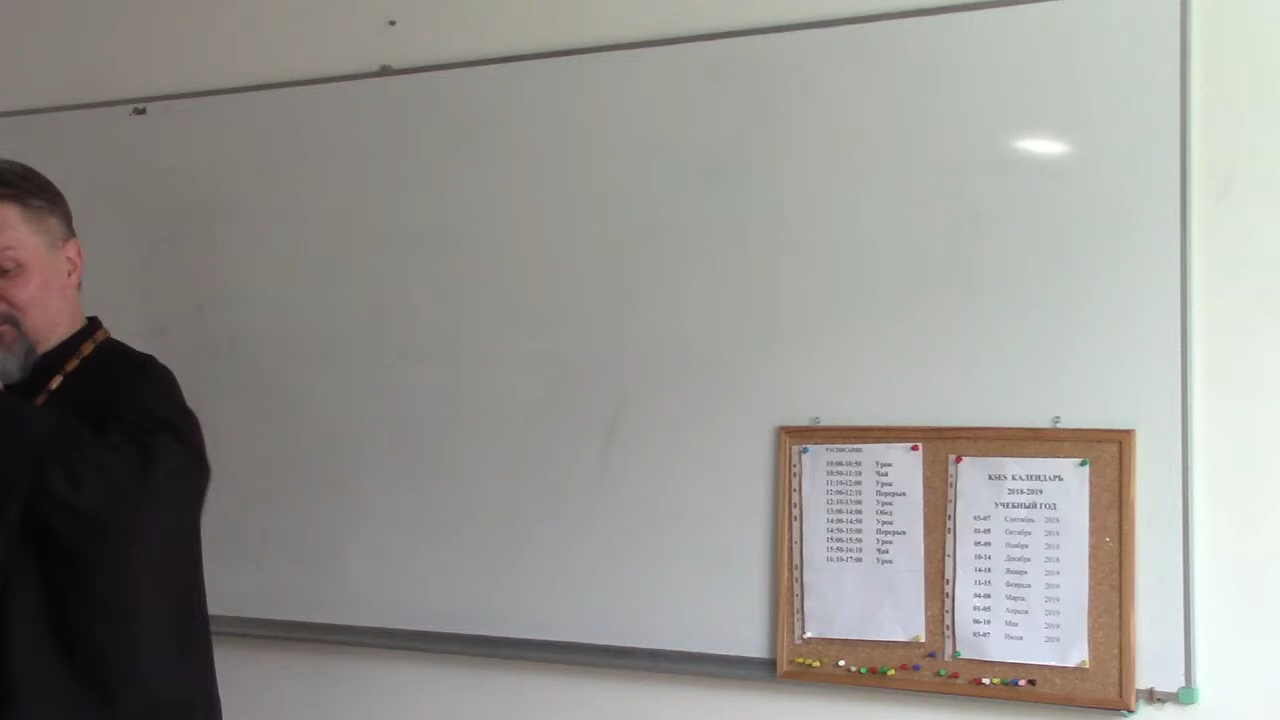 РАСПИСАНИЕ
10:00-10:50 Урок
10:50-11:10 Чай
11:10-12:00 Урок
12:00-12:10 Перерыв
12:10-13:00 Урок
13:00-14:00 Обед
14:00-14:50 Урок
14:50-15:00 Перерыв
15:00-15:50 Урок
15:50-16:10 Чай
16:10-17:00 Урок
KSES КАЛЕНДАРЬ
2018-2019
УЧЕБНЫЙ ГОД
03-07 Сентябрь 2018
01-05 Октября 2018
05-09 Ноября 2018
10-14 Декабря 2018
14-18 Января 2019
11-15 Февраля 2019
04-08 Марта 2019
01-05 Апреля 2019
06-10 Мая 2019
03-07 Июня 2019